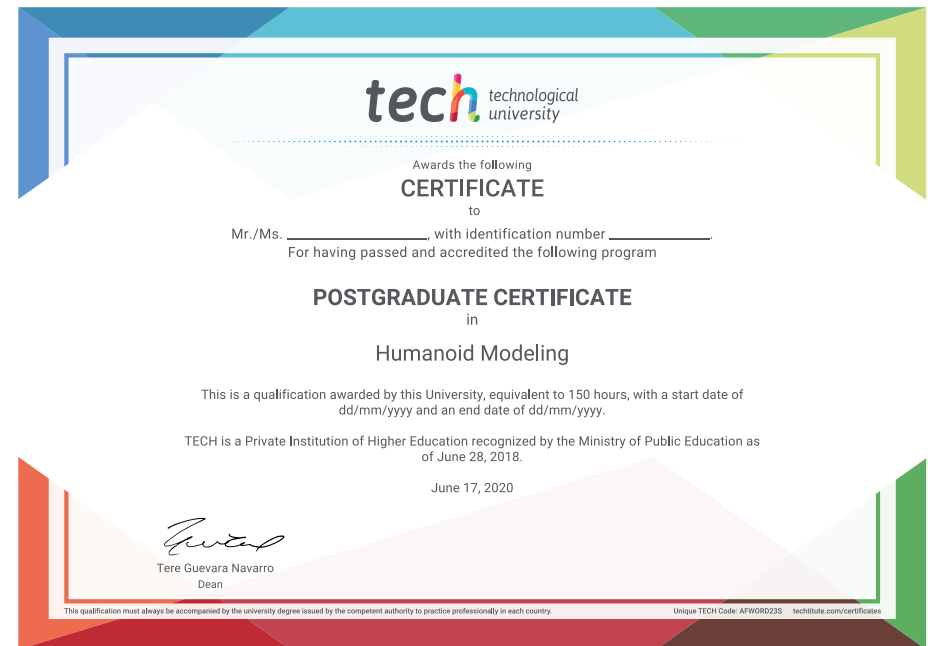 tech technological
university
Awards the following
CERTIFICATE
to
Mr./Ms. ____________________, with identification number ______________.
For having passed and accredited the following program
POSTGRADUATE CERTIFICATE
in
Humanoid Modeling
This is a qualification awarded by this University, equivalent to 150 hours, with a start date of
dd/mm/yyyy and an end date of dd/mm/yyyy.
TECH is a Private Institution of Higher Education recognized by the Ministry of Public Education as
of June 28, 2018.
June 17, 2020
Tere Guevara Navarro
Dean
This qualification must always be accompanied by the university degree issued by the competent authority to practice professionally in each country. Unique TECH Code: AFWORD23S techtitute.com/certificates